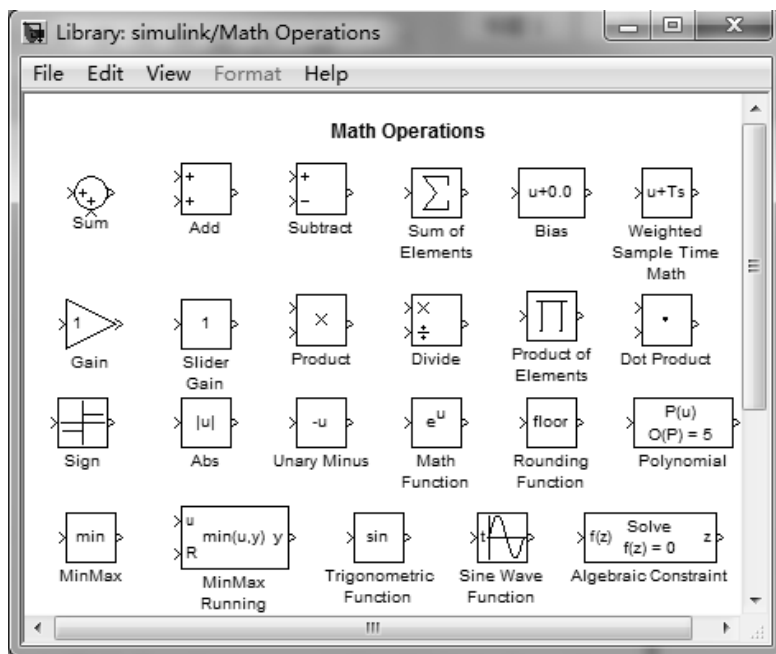 Library: simulink/Math Operations
File Edit View Format Help
Math Operations
+ +
Sum
+
+
Add
+
−
Subtract
∑
Sum of
Elements
u+0.0
Bias
u+Ts
Weighted
Sample Time
Math
1
Gain
1
Slider
Gain
×
Product
×
÷
Divide
∏
Product of
Elements
·
Dot Product
Sign
|u|
Abs
-u
Unary Minus
e^u
Math
Function
floor
Rounding
Function
P(u)
O(P) = 5
Polynomial
min
MinMax
u
R
min(u,y) y
MinMax
Running
sin
Trigonometric
Function
t
Sine Wave
Function
f(z) Solve
f(z) = 0 z
Algebraic Constraint